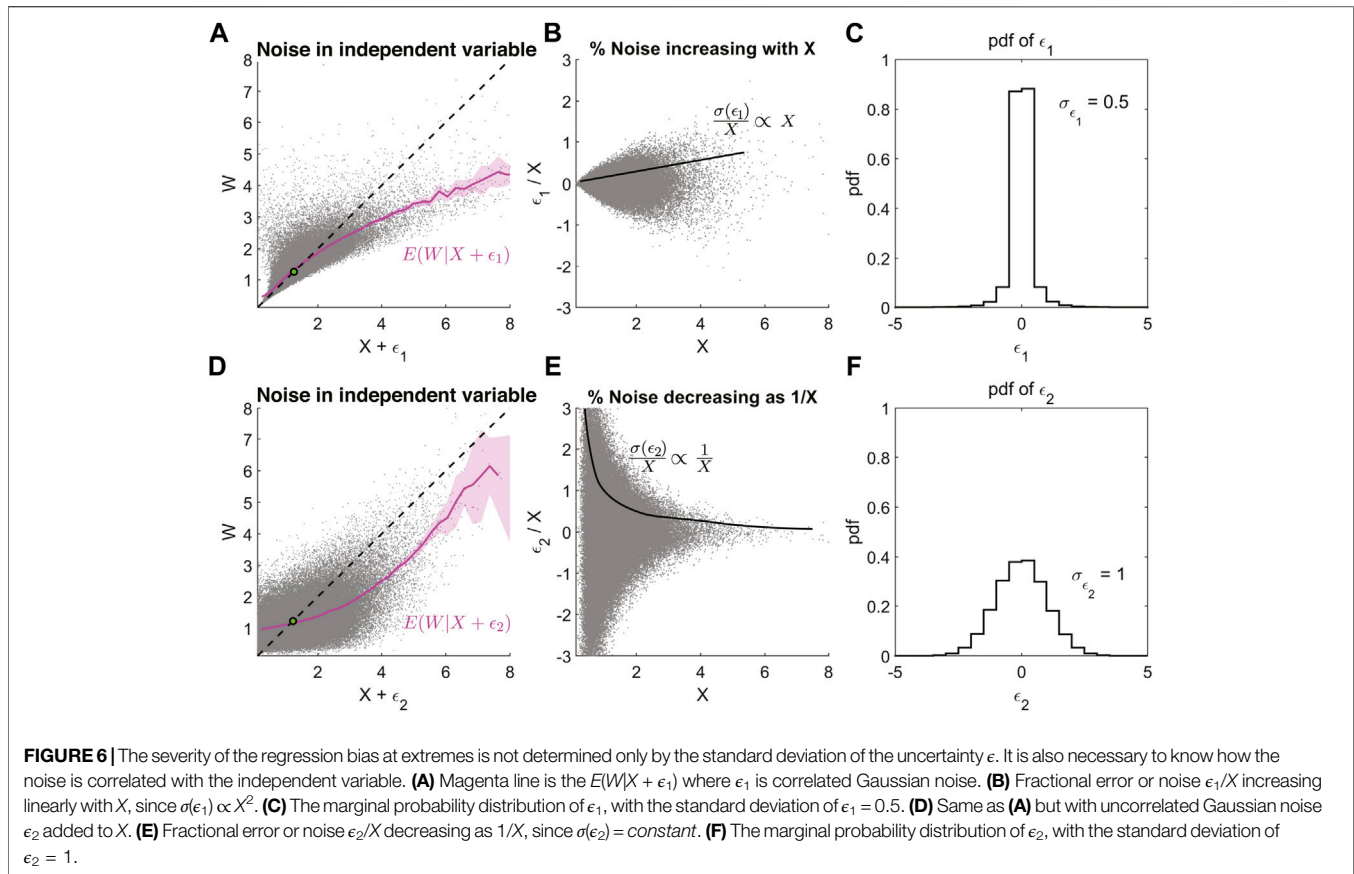 A
Noise in independent variable
8
7
6
5
4
3
2
1
W
E(W|X + ϵ₁)
2 4 6 8
X + ϵ₁
B
% Noise increasing with X
3
2
1
0
-1
-2
-3
ϵ₁ / X
σ(ϵ₁)/X ∝ X
0 2 4 6 8
X
C
pdf of ϵ₁
1
0.8
0.6
0.4
0.2
0
pdf
σ_ϵ₁ = 0.5
-5 0 5
ϵ₁
D
Noise in independent variable
8
7
6
5
4
3
2
1
W
E(W|X + ϵ₂)
2 4 6 8
X + ϵ₂
E
% Noise decreasing as 1/X
3
2
1
0
-1
-2
-3
ϵ₂ / X
σ(ϵ₂)/X ∝ 1/X
2 4 6 8
X
F
pdf of ϵ₂
1
0.8
0.6
0.4
0.2
0
pdf
σ_ϵ₂ = 1
-5 0 5
ϵ₂
FIGURE 6 | The severity of the regression bias at extremes is not determined only by the standard deviation of the uncertainty ϵ. It is also necessary to know how the
noise is correlated with the independent variable. (A) Magenta line is the E(W|X + ϵ₁) where ϵ₁ is correlated Gaussian noise. (B) Fractional error or noise ϵ₁/X increasing
linearly with X, since σ(ϵ₁) ∝ X². (C) The marginal probability distribution of ϵ₁, with the standard deviation of ϵ₁ = 0.5. (D) Same as (A) but with uncorrelated Gaussian noise
ϵ₂ added to X. (E) Fractional error or noise ϵ₂/X decreasing as 1/X, since σ(ϵ₂) = constant. (F) The marginal probability distribution of ϵ₂, with the standard deviation of
ϵ₂ = 1.